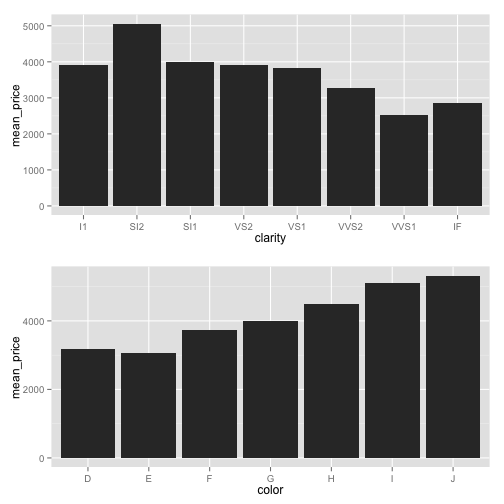 5000
4000
3000
2000
1000
0
mean_price
I1 SI2 SI1 VS2 VS1 VVS2 VVS1 IF
clarity
4000
2000
0
mean_price
D E F G H I J
color